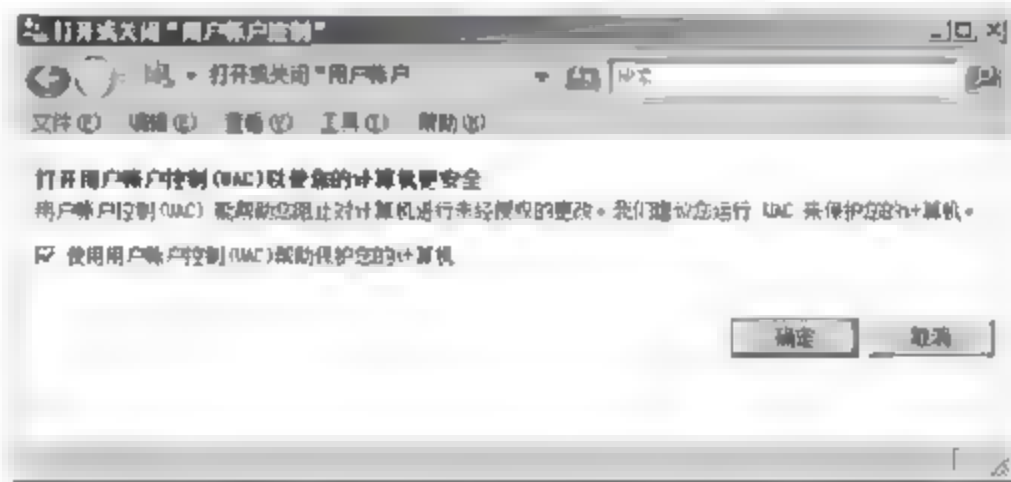 打开或关闭“用户帐户控制”
打开或关闭“用户帐户
搜索
文件(F) 编辑(E) 查看(V) 工具(T) 帮助(H)
打开用户帐户控制(UAC)以使您的计算机更安全
用户帐户控制(UAC) 能帮助您阻止对计算机进行未经授权的更改。我们建议您运行 UAC 来保护您的计算机。
使用用户帐户控制(UAC)帮助保护您的计算机
确定 取消